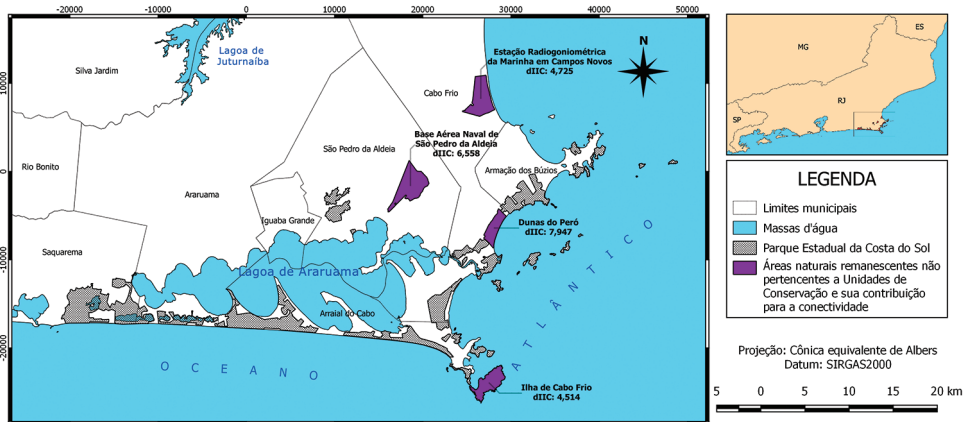 -20000 -10000 0 10000 20000 30000 40000 50000
10000
0
-10000
-20000
Lagoa de
Juturnaíba
Silva Jardim
Rio Bonito
Araruama
Saquarema
Iguaba Grande
São Pedro da Aldeia
Cabo Frio
Armação dos Búzios
Arraial do Cabo
Lagoa de Araruama
Estação Radiogoniométrica
da Marinha em Campos Novos
dIIC: 4,725
Base Aérea Naval de
São Pedro da Aldeia
dIIC: 6,558
Dunas do Peró
dIIC: 7,947
Ilha de Cabo Frio
dIIC: 4,514
OCEANO
ATLÂNTICO
N
MG
ES
RJ
SP
LEGENDA
Limites municipais
Massas d'água
Parque Estadual da Costa do Sol
Áreas naturais remanescentes não
pertencentes a Unidades de
Conservação e sua contribuição
para a conectividade
Projeção: Cônica equivalente de Albers
Datum: SIRGAS2000
5 0 5 10 15 20 km